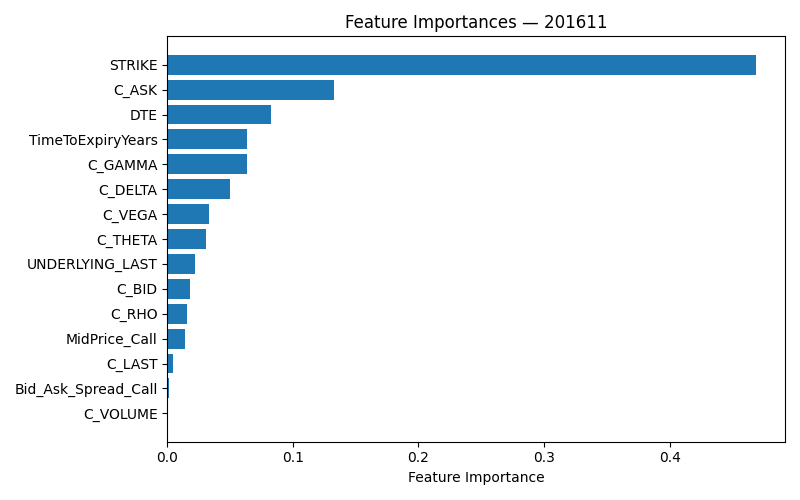 Feature Importances — 201611
STRIKE
C_ASK
DTE
TimeToExpiryYears
C_GAMMA
C_DELTA
C_VEGA
C_THETA
UNDERLYING_LAST
C_BID
C_RHO
MidPrice_Call
C_LAST
Bid_Ask_Spread_Call
C_VOLUME
0.0 0.1 0.2 0.3 0.4
Feature Importance